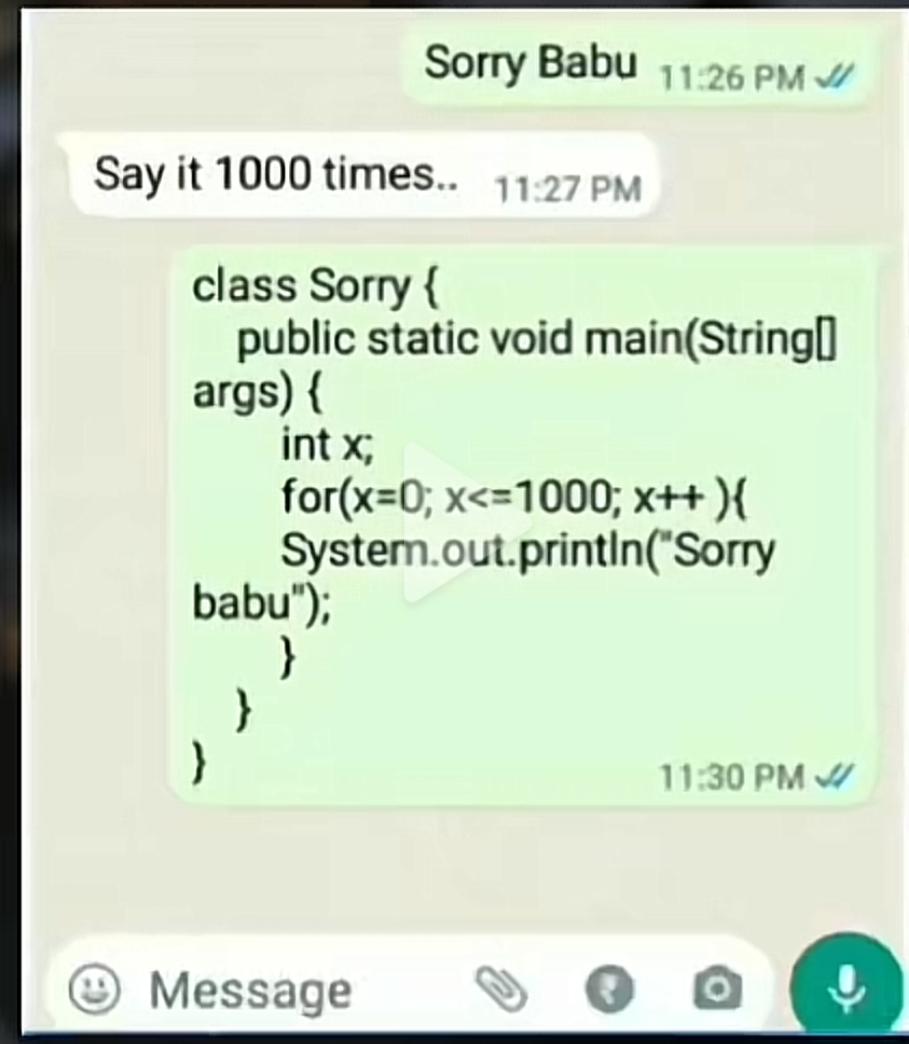 Sorry Babu 11:26 PM
Say it 1000 times.. 11:27 PM
class Sorry {
public static void main(String[]
args) {
int x;
for(x=0; x<=1000; x++ ){
System.out.println("Sorry
babu");
}
}
}
11:30 PM
Message